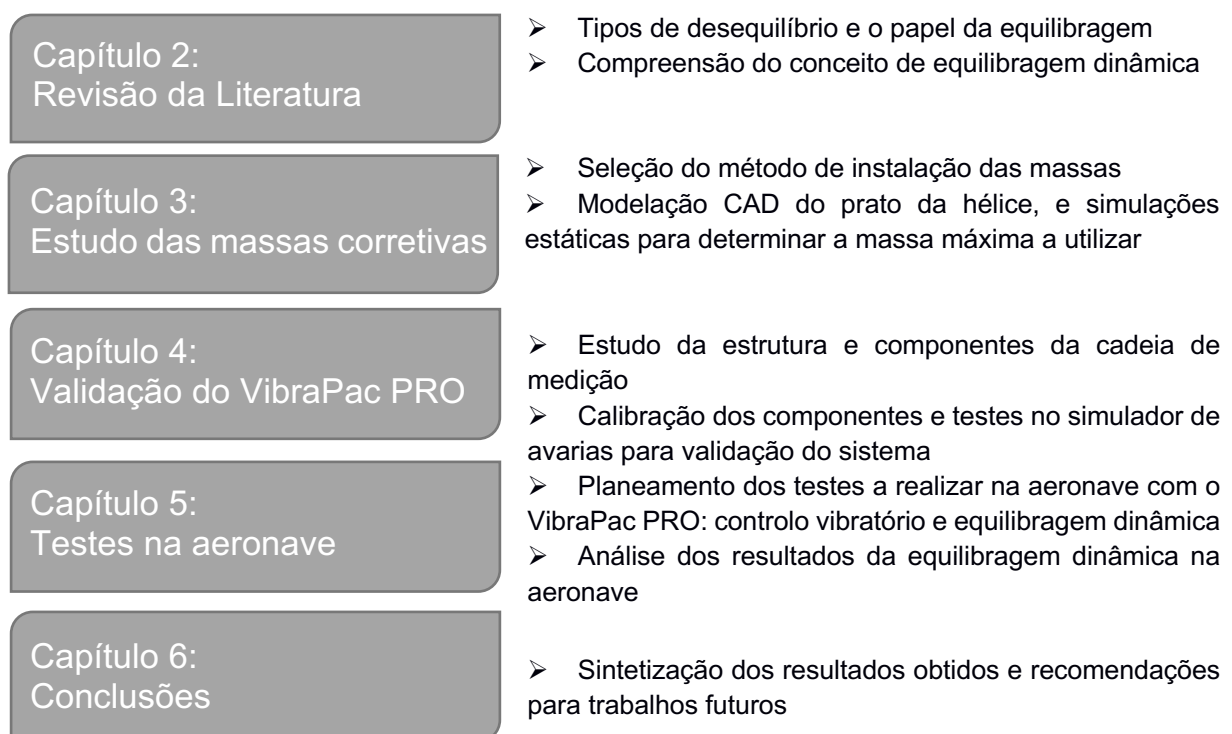 Capítulo 2:
Revisão da Literatura
➢ Tipos de desequilíbrio e o papel da equilibragem
➢ Compreensão do conceito de equilibragem dinâmica
Capítulo 3:
Estudo das massas corretivas
➢ Seleção do método de instalação das massas
➢ Modelação CAD do prato da hélice, e simulações
estáticas para determinar a massa máxima a utilizar
Capítulo 4:
Validação do VibraPac PRO
➢ Estudo da estrutura e componentes da cadeia de
medição
➢ Calibração dos componentes e testes no simulador de
avarias para validação do sistema
Capítulo 5:
Testes na aeronave
➢ Planeamento dos testes a realizar na aeronave com o
VibraPac PRO: controlo vibratório e equilibragem dinâmica
➢ Análise dos resultados da equilibragem dinâmica na
aeronave
Capítulo 6:
Conclusões
➢ Sintetização dos resultados obtidos e recomendações
para trabalhos futuros